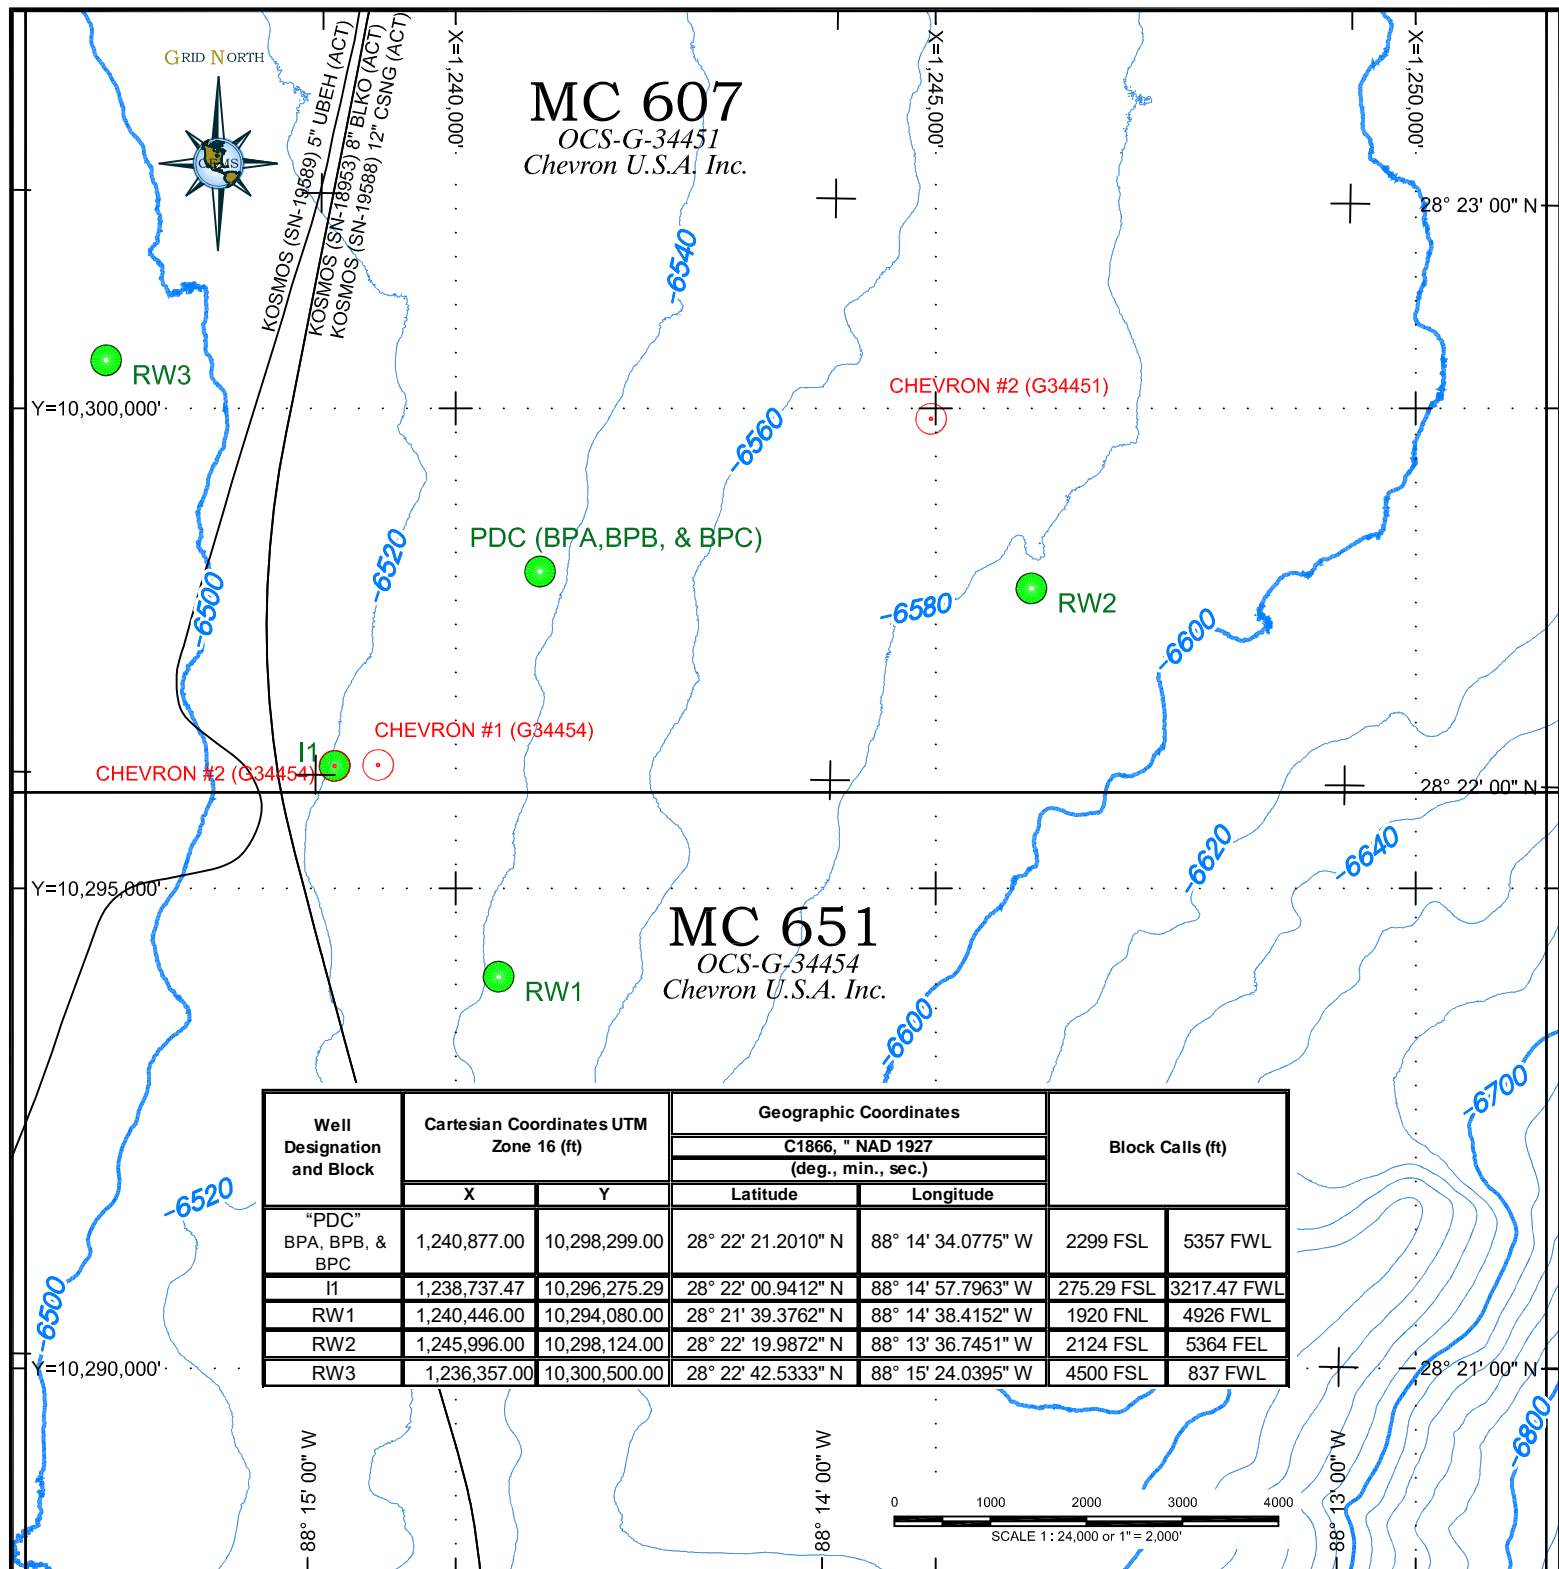 GRID NORTH
GEMS
KOSMOS (SN-19589) 5" UBEH (ACT)
KOSMOS (SN-18953) 8" BLKO (ACT)
KOSMOS (SN-19588) 12" CSNG (ACT)
X=1,240,000'
X=1,245,000'
X=1,250,000'
MC 607
OCS-G-34451
Chevron U.S.A. Inc.
28° 23' 00" N
-6540
RW3
CHEVRON #2 (G34451)
Y=10,300,000'
-6560
PDC (BPA,BPB, & BPC)
-6520
-6500
-6580
RW2
-6600
CHEVRON #1 (G34454)
I1
CHEVRON #2 (G34454)
28° 22' 00" N
-6620
-6640
Y=10,295,000'
MC 651
OCS-G-34454
Chevron U.S.A. Inc.
RW1
-6600
-6700
Well Designation and Block
Cartesian Coordinates UTM Zone 16 (ft)
Geographic Coordinates
C1866, " NAD 1927
(deg., min., sec.)
Block Calls (ft)
X Y Latitude Longitude
“PDC” BPA, BPB, & BPC 1,240,877.00 10,298,299.00 28° 22' 21.2010" N 88° 14' 34.0775" W 2299 FSL 5357 FWL
I1 1,238,737.47 10,296,275.29 28° 22' 00.9412" N 88° 14' 57.7963" W 275.29 FSL 3217.47 FWL
RW1 1,240,446.00 10,294,080.00 28° 21' 39.3762" N 88° 14' 38.4152" W 1920 FNL 4926 FWL
RW2 1,245,996.00 10,298,124.00 28° 22' 19.9872" N 88° 13' 36.7451" W 2124 FSL 5364 FEL
RW3 1,236,357.00 10,300,500.00 28° 22' 42.5333" N 88° 15' 24.0395" W 4500 FSL 837 FWL
-6520
-6500
Y=10,290,000'
28° 21' 00" N
-6800
88° 15' 00" W
88° 14' 00" W
88° 13' 00" W
0 1000 2000 3000 4000
SCALE 1 : 24,000 or 1" = 2,000'